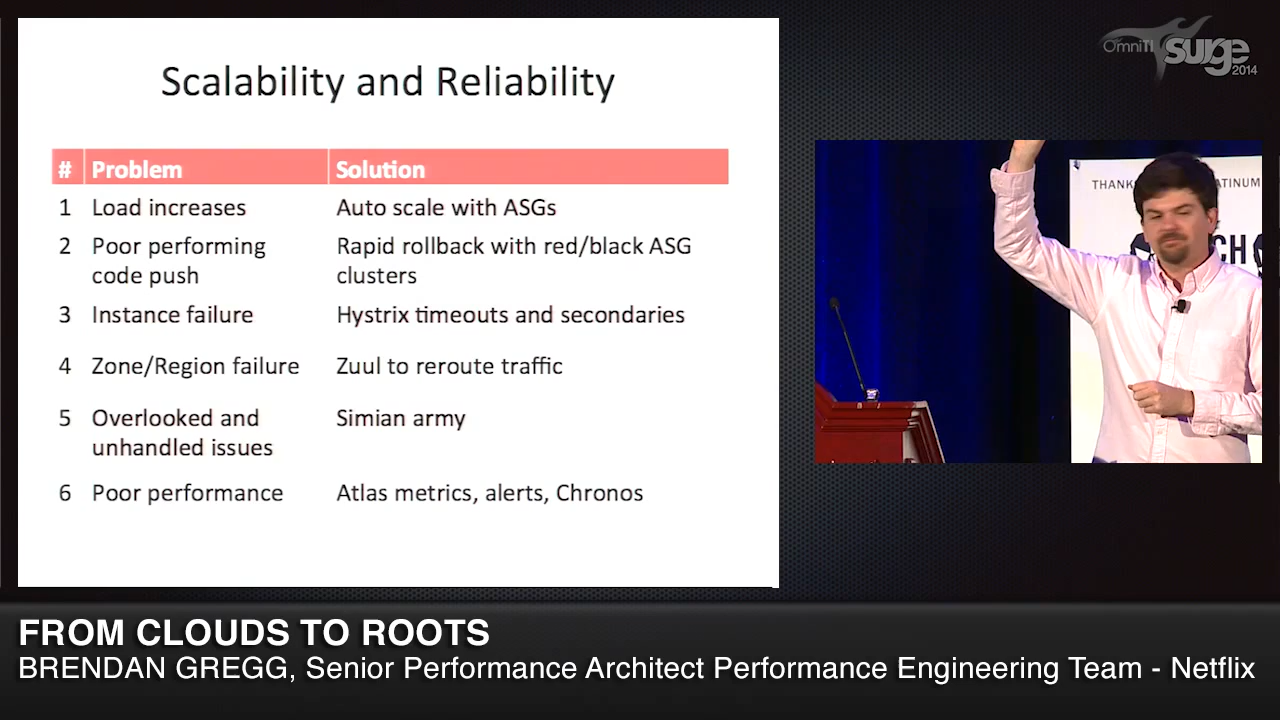 Scalability and Reliability
# Problem Solution
1 Load increases Auto scale with ASGs
2 Poor performing code push Rapid rollback with red/black ASG clusters
3 Instance failure Hystrix timeouts and secondaries
4 Zone/Region failure Zuul to reroute traffic
5 Overlooked and unhandled issues Simian army
6 Poor performance Atlas metrics, alerts, Chronos
OmniTI surge 2014
THANK
ATINUM
CH
FROM CLOUDS TO ROOTS
BRENDAN GREGG, Senior Performance Architect Performance Engineering Team - Netflix